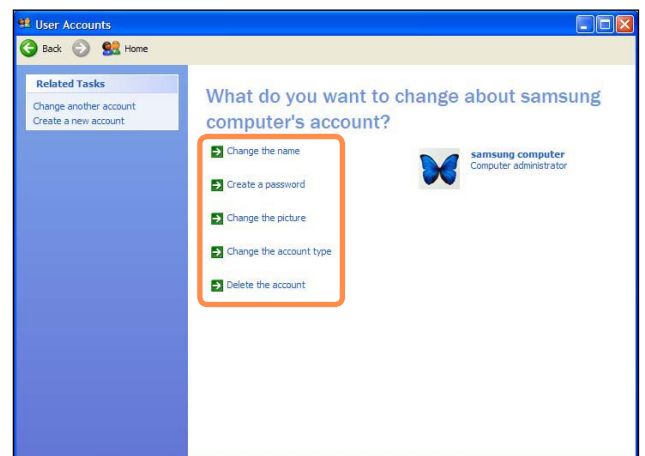 User Accounts
Back Home
Related Tasks
Change another account
Create a new account
What do you want to change about samsung
computer's account?
Change the name
Create a password
Change the picture
Change the account type
Delete the account
samsung computer
Computer administrator